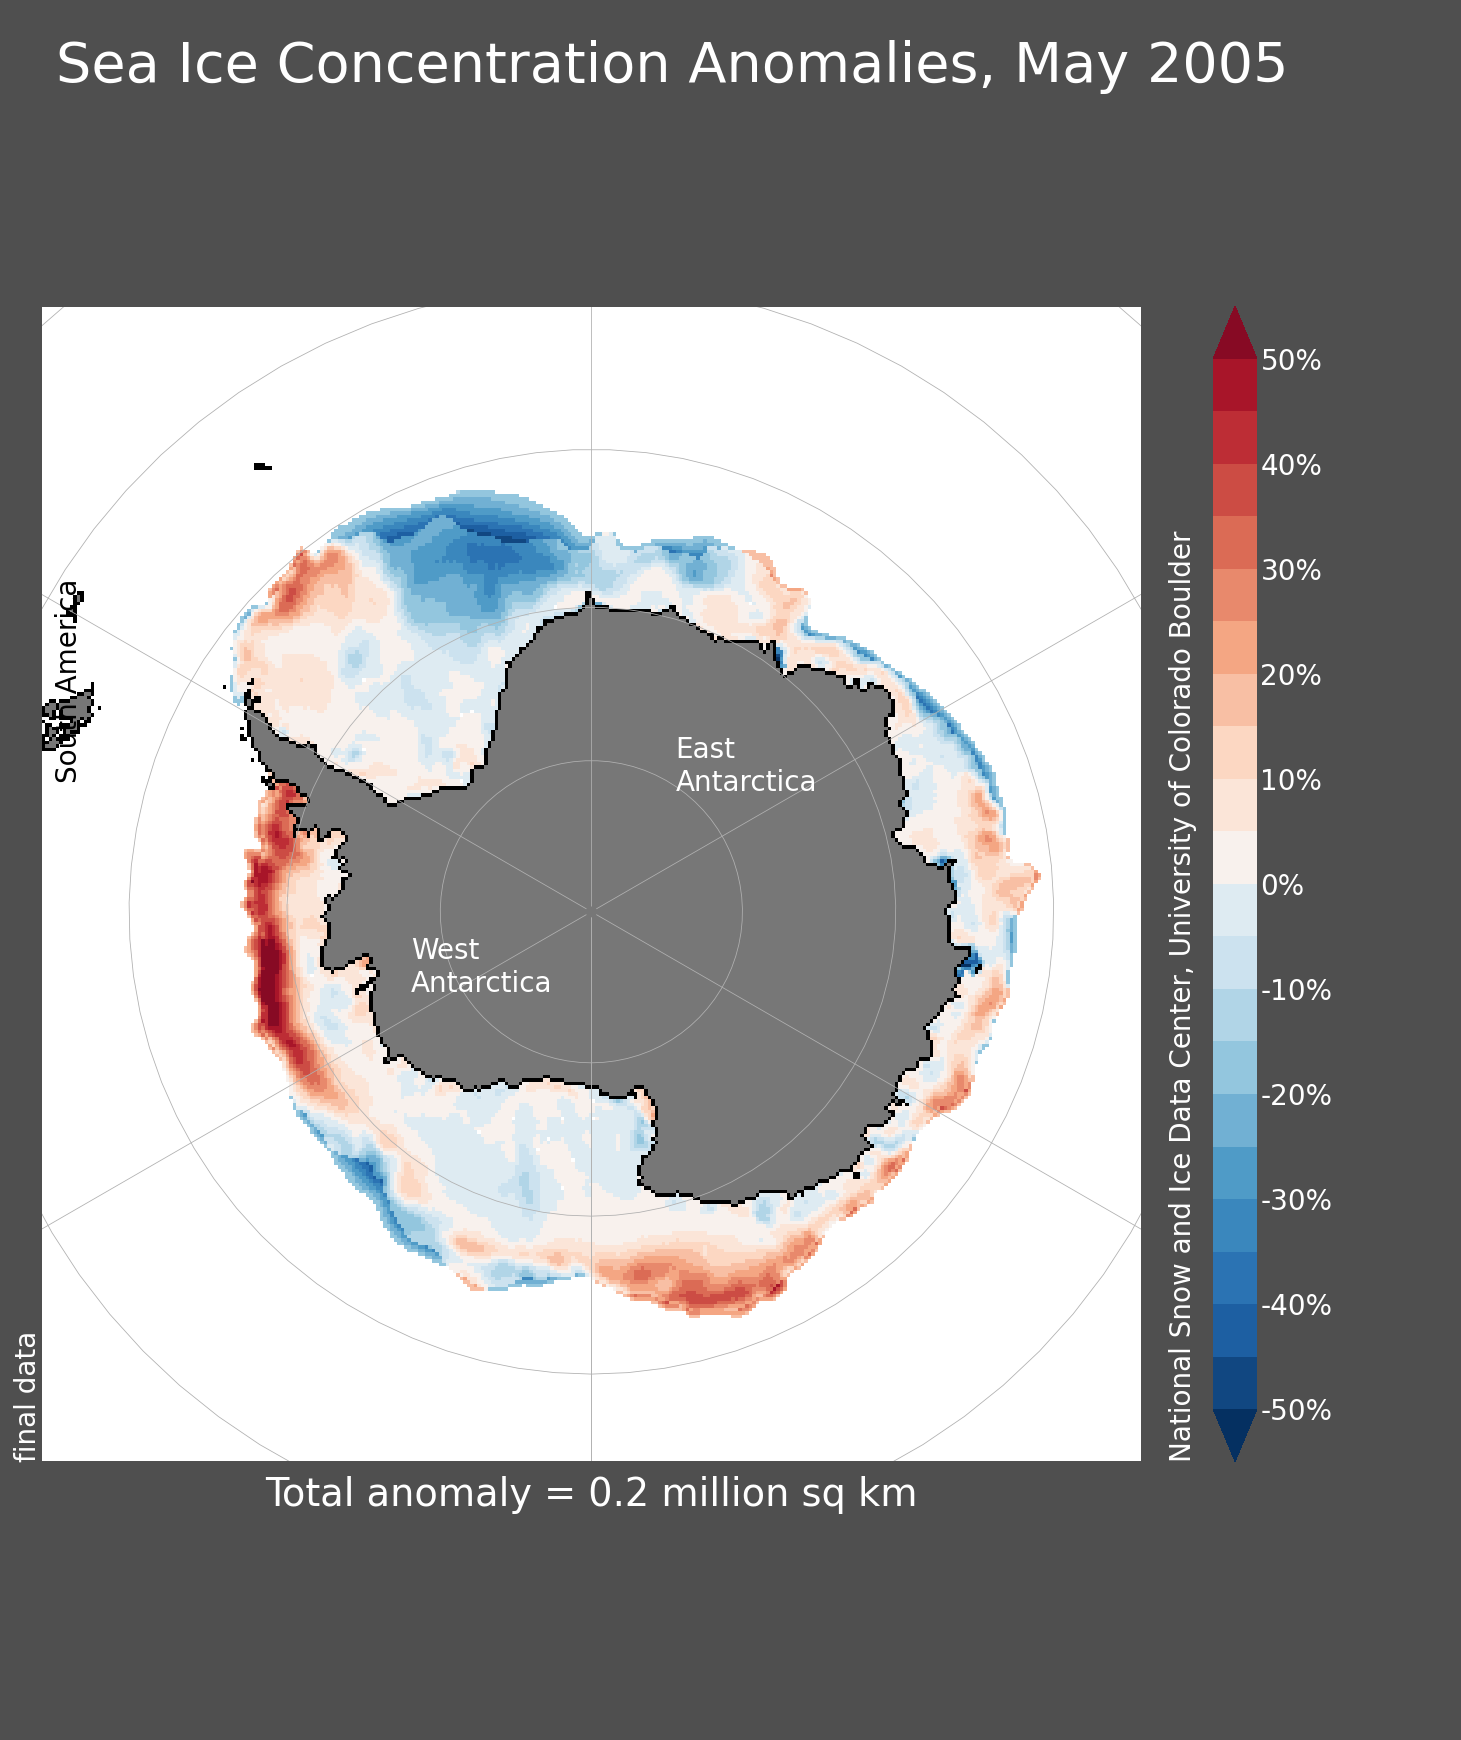 Sea Ice Concentration Anomalies, May 2005
South America
East
Antarctica
West
Antarctica
final data
National Snow and Ice Data Center, University of Colorado Boulder
50%
40%
30%
20%
10%
0%
-10%
-20%
-30%
-40%
-50%
Total anomaly = 0.2 million sq km